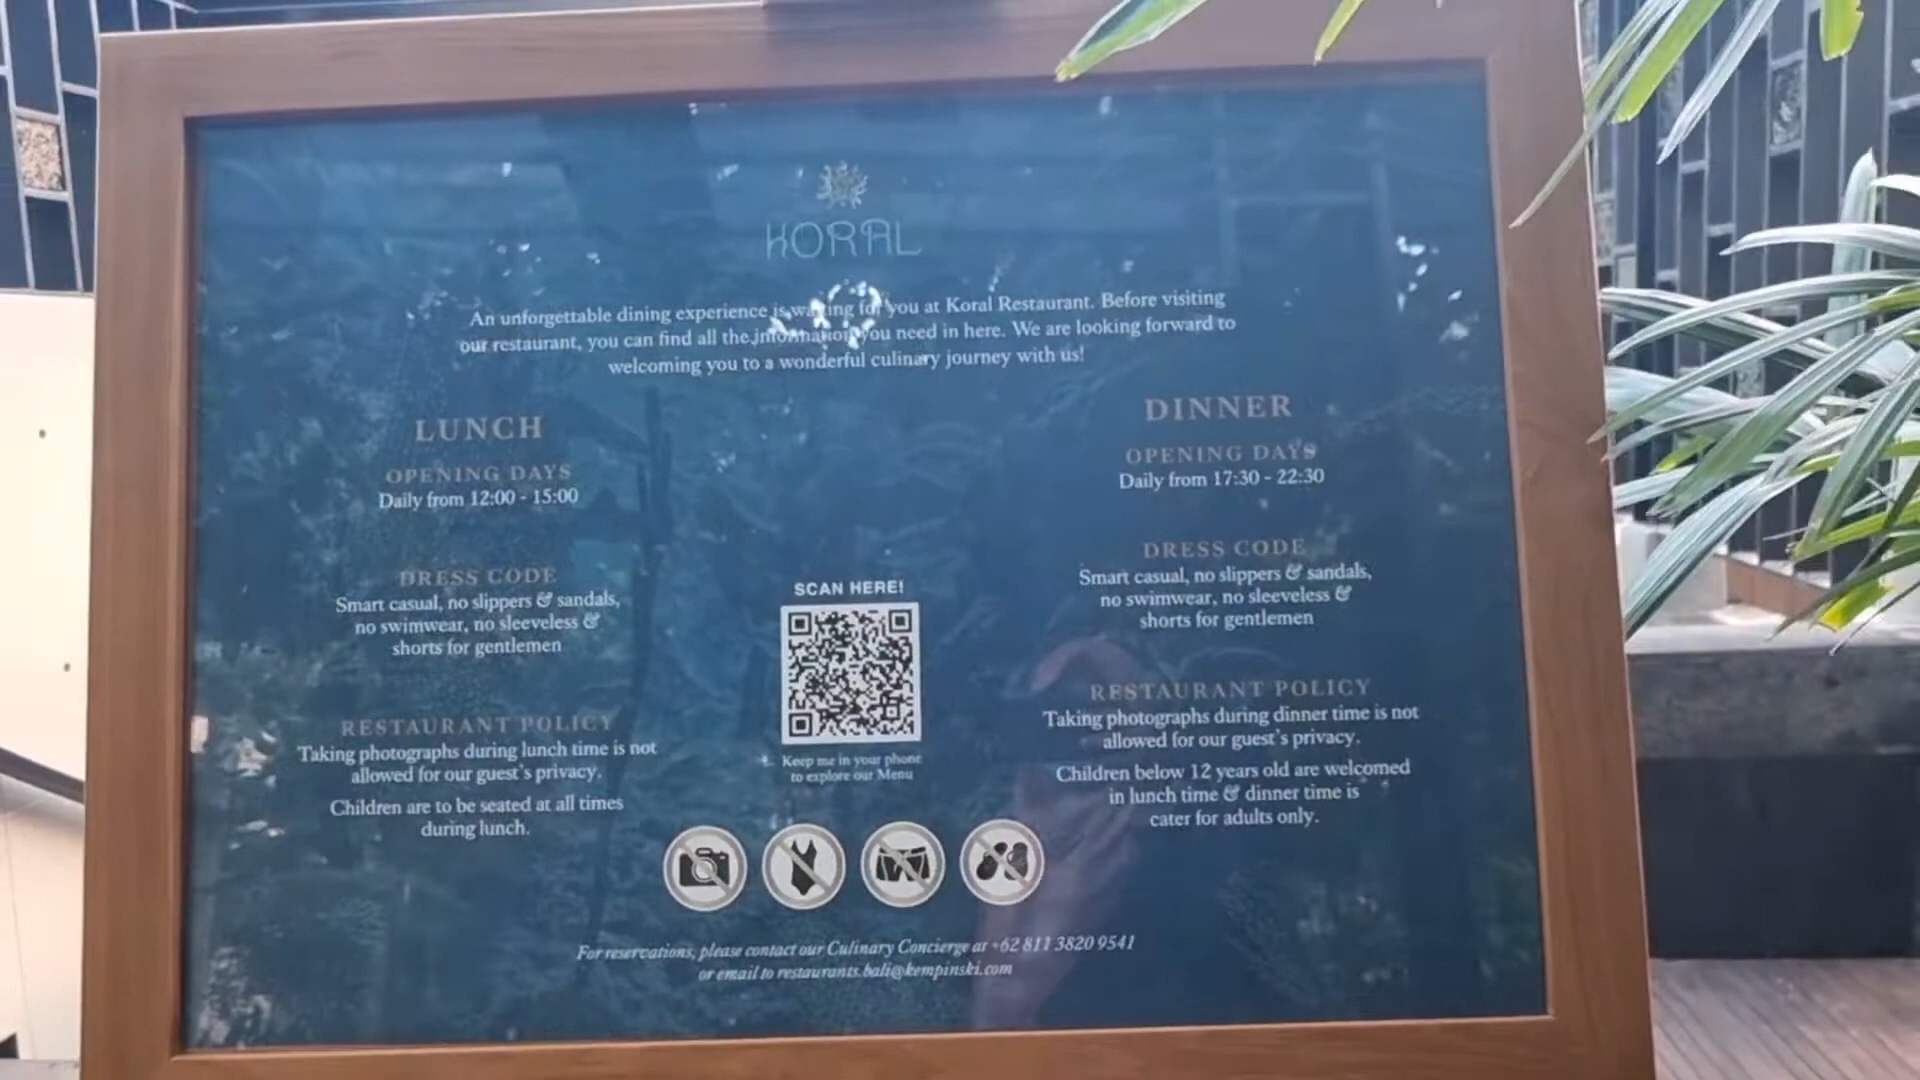 KORAL
An unforgettable dining experience is waiting for you at Koral Restaurant. Before visiting
our restaurant, you can find all the information you need in here. We are looking forward to
welcoming you to a wonderful culinary journey with us!
LUNCH
OPENING DAYS
Daily from 12:00 - 15:00
DRESS CODE
Smart casual, no slippers & sandals,
no swimwear, no sleeveless &
shorts for gentlemen
RESTAURANT POLICY
Taking photographs during lunch time is not
allowed for our guest's privacy.
Children are to be seated at all times
during lunch.
SCAN HERE!
Keep me in your phone
to explore our Menu
DINNER
OPENING DAYS
Daily from 17:30 - 22:30
DRESS CODE
Smart casual, no slippers & sandals,
no swimwear, no sleeveless &
shorts for gentlemen
RESTAURANT POLICY
Taking photographs during dinner time is not
allowed for our guest's privacy.
Children below 12 years old are welcomed
in lunch time & dinner time is
cater for adults only.
For reservations, please contact our Culinary Concierge at +62 811 3820 9541
or email to restaurants.bali@kempinski.com